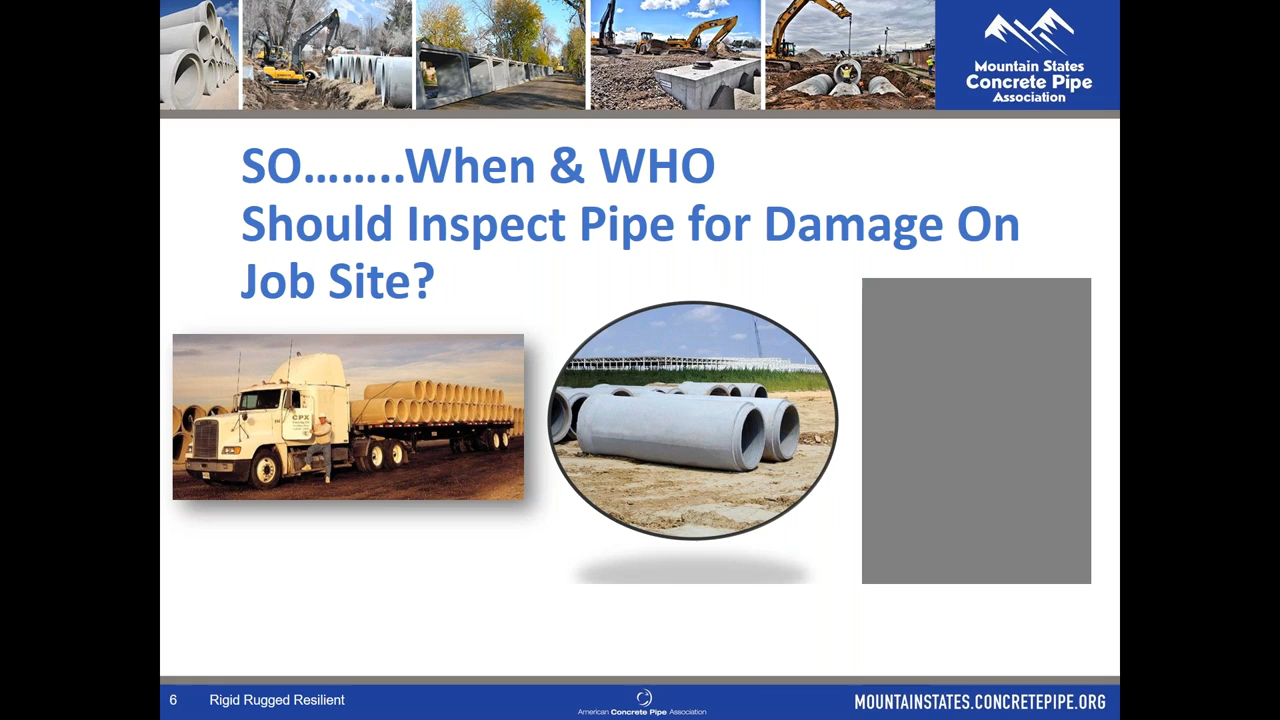 Mountain States
Concrete Pipe
Association
SO……..When & WHO
Should Inspect Pipe for Damage On
Job Site?
CPX
6
Rigid Rugged Resilient
American Concrete Pipe Association
MOUNTAINSTATES.CONCRETEPIPE.ORG